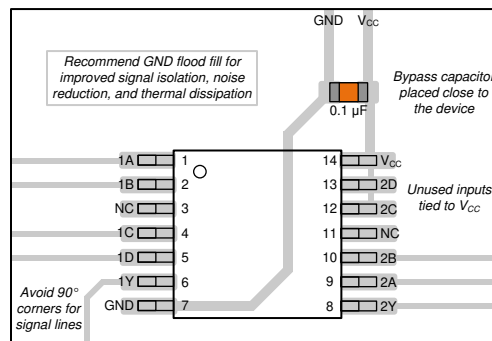 GND VCC
Recommend GND flood fill for
improved signal isolation, noise
reduction, and thermal dissipation
Bypass capacitor
placed close to
the device
0.1 μF
1A 1 14 VCC
1B 2 13 2D
Unused inputs
tied to VCC
NC 3 12 2C
1C 4 11 NC
1D 5 10 2B
1Y 6 9 2A
Avoid 90°
corners for
signal lines
GND 7 8 2Y